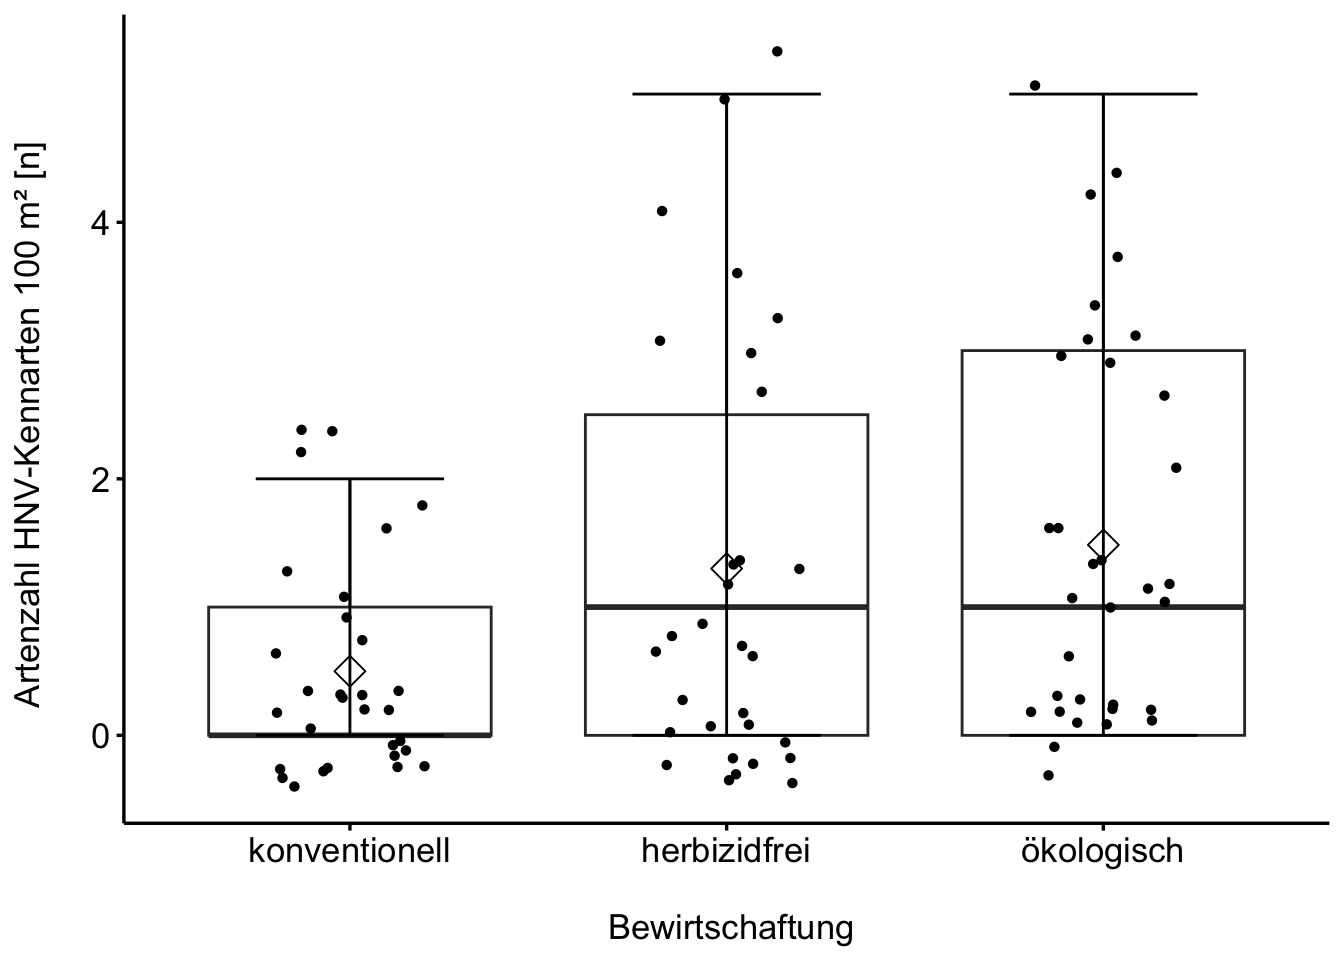 Artenzahl HNV-Kennarten 100 m² [n]
4
2
0
konventionell
herbizidfrei
ökologisch
Bewirtschaftung